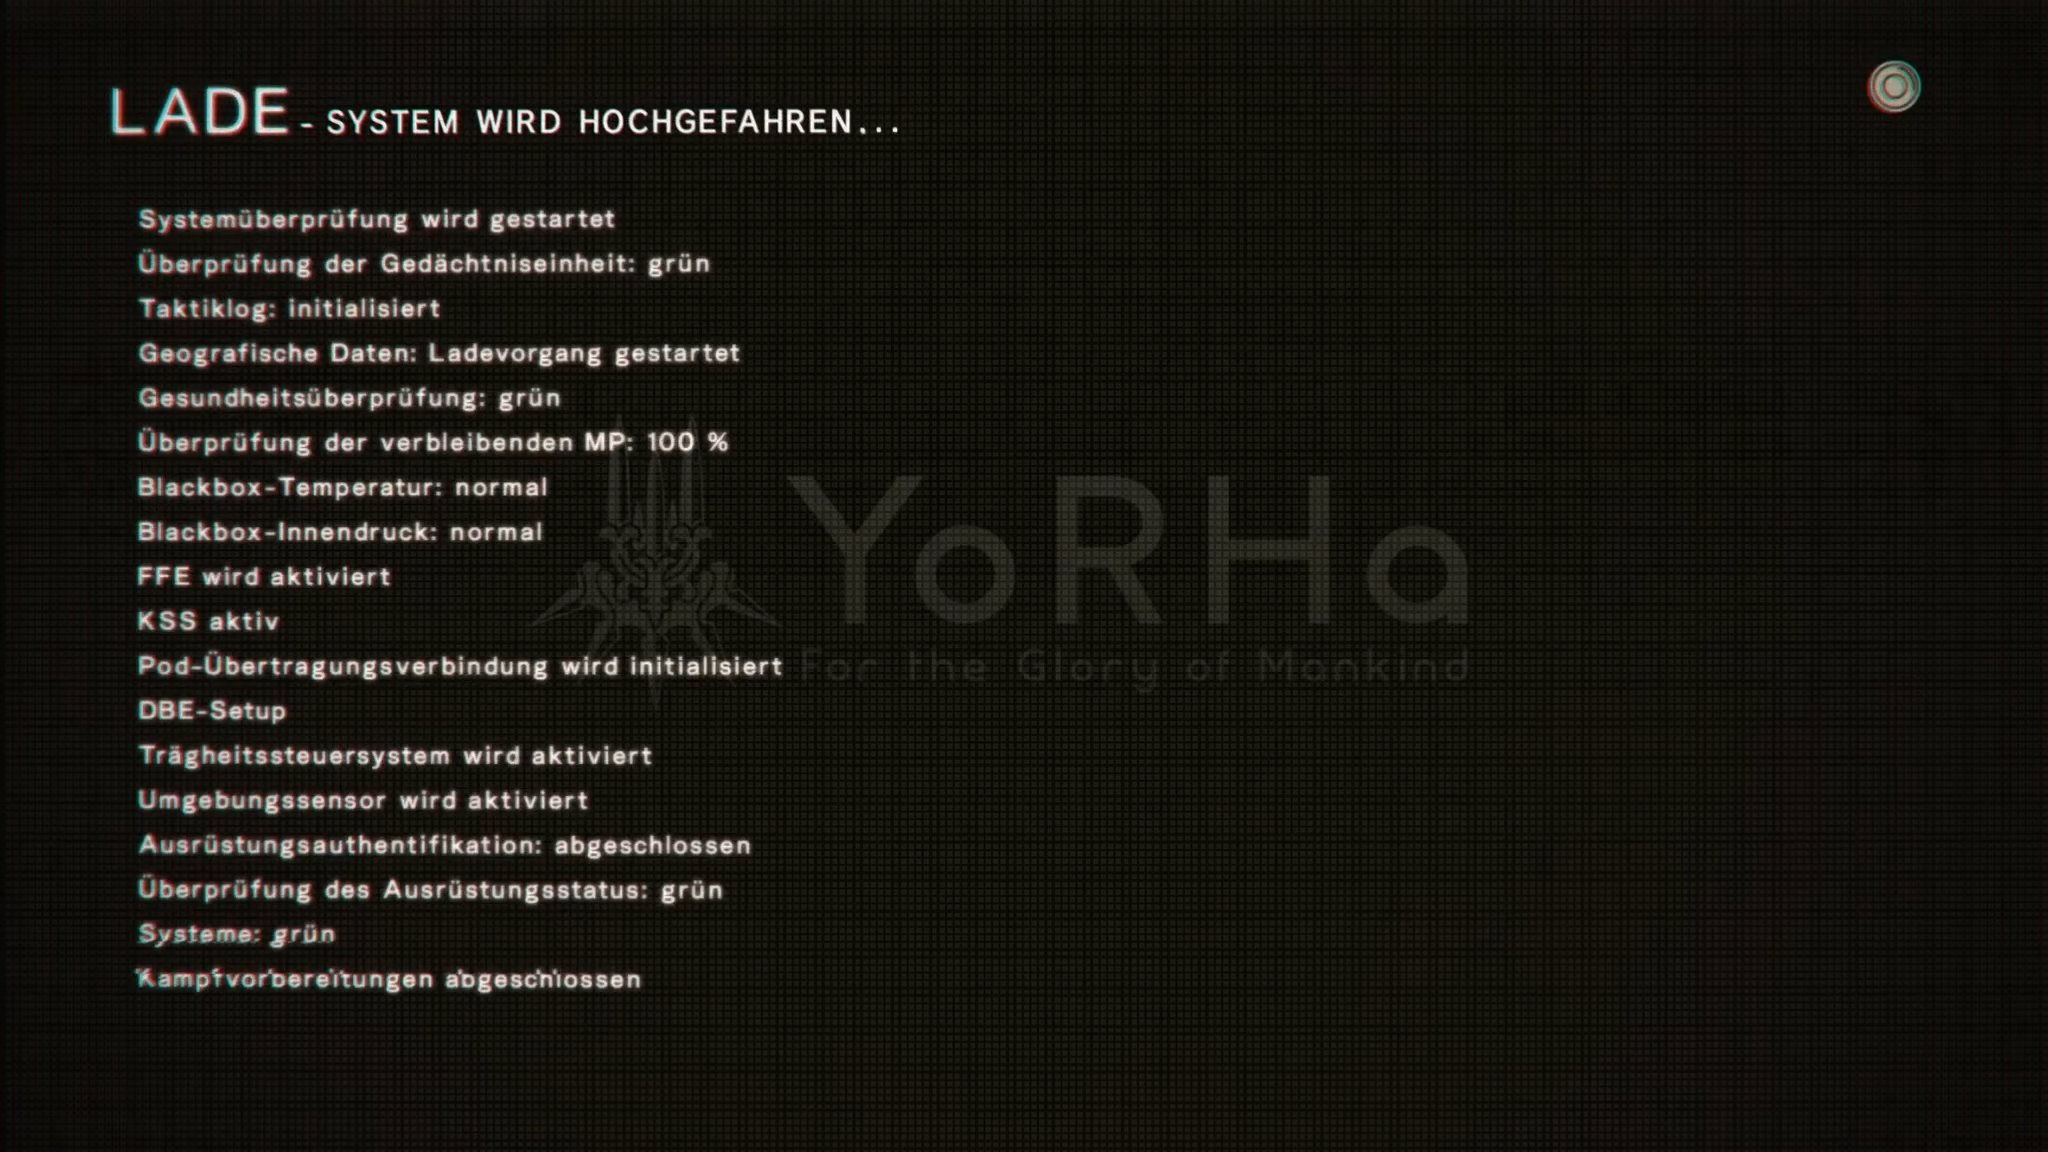 LADE - SYSTEM WIRD HOCHGEFAHREN...
Systemüberprüfung wird gestartet
Überprüfung der Gedächtniseinheit: grün
Taktiklog: initialisiert
Geografische Daten: Ladevorgang gestartet
Gesundheitsüberprüfung: grün
Überprüfung der verbleibenden MP: 100 %
Blackbox-Temperatur: normal
Blackbox-Innendruck: normal
FFE wird aktiviert
KSS aktiv
Pod-Übertragungsverbindung wird initialisiert
DBE-Setup
Trägheitssteuersystem wird aktiviert
Umgebungssensor wird aktiviert
Ausrüstungsauthentifikation: abgeschlossen
Überprüfung des Ausrüstungsstatus: grün
Systeme: grün
Kampfvorbereitungen abgeschlossen
YoRHa
For the Glory of Mankind